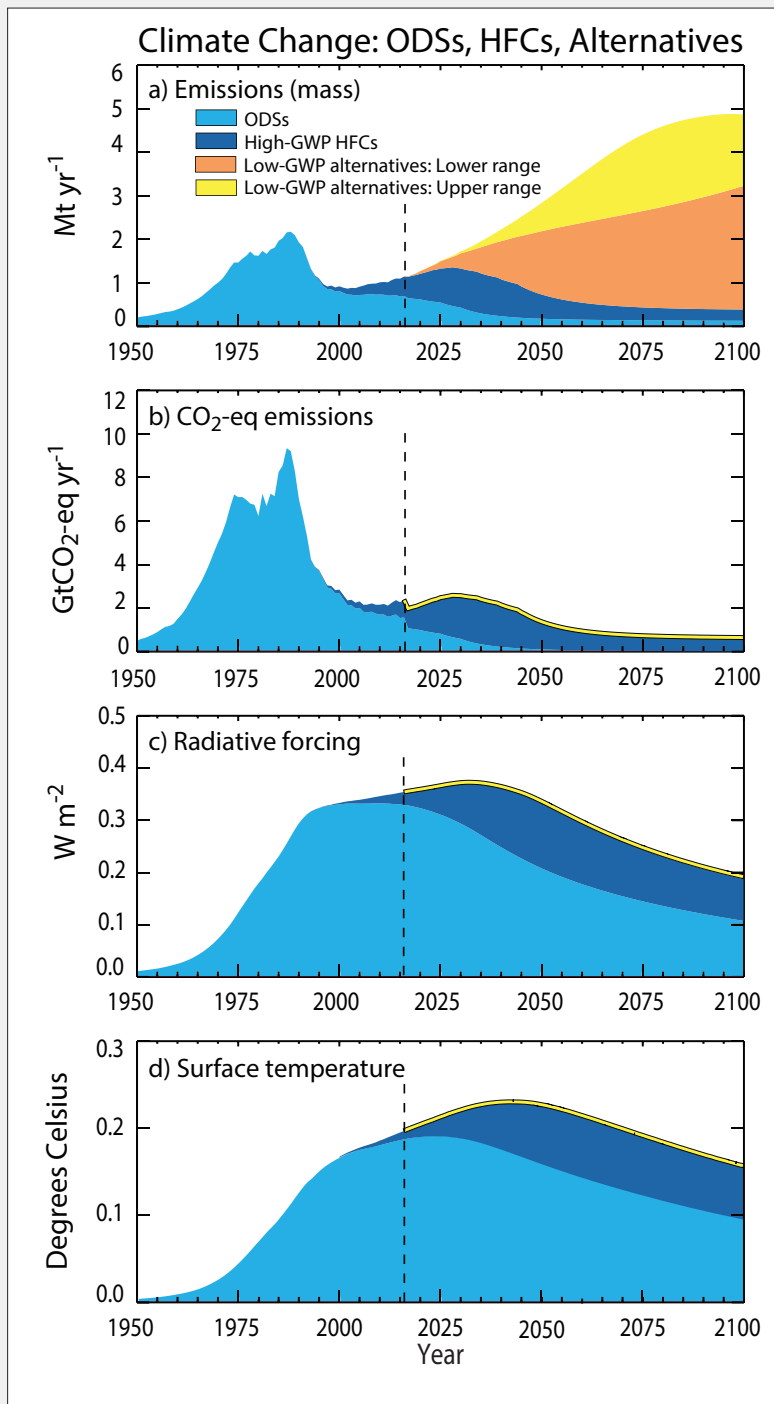 Climate Change: ODSs, HFCs, Alternatives
a) Emissions (mass)
ODSs
High-GWP HFCs
Low-GWP alternatives: Lower range
Low-GWP alternatives: Upper range
Mt yr⁻¹
6
5
4
3
2
1
0
1950 1975 2000 2025 2050 2075 2100
b) CO₂-eq emissions
GtCO₂-eq yr⁻¹
12
10
8
6
4
2
0
1950 1975 2000 2025 2050 2075 2100
c) Radiative forcing
W m⁻²
0.5
0.4
0.3
0.2
0.1
0.0
1950 1975 2000 2025 2050 2075 2100
d) Surface temperature
Degrees Celsius
0.3
0.2
0.1
0.0
1950 1975 2000 2025 2050 2075 2100
Year